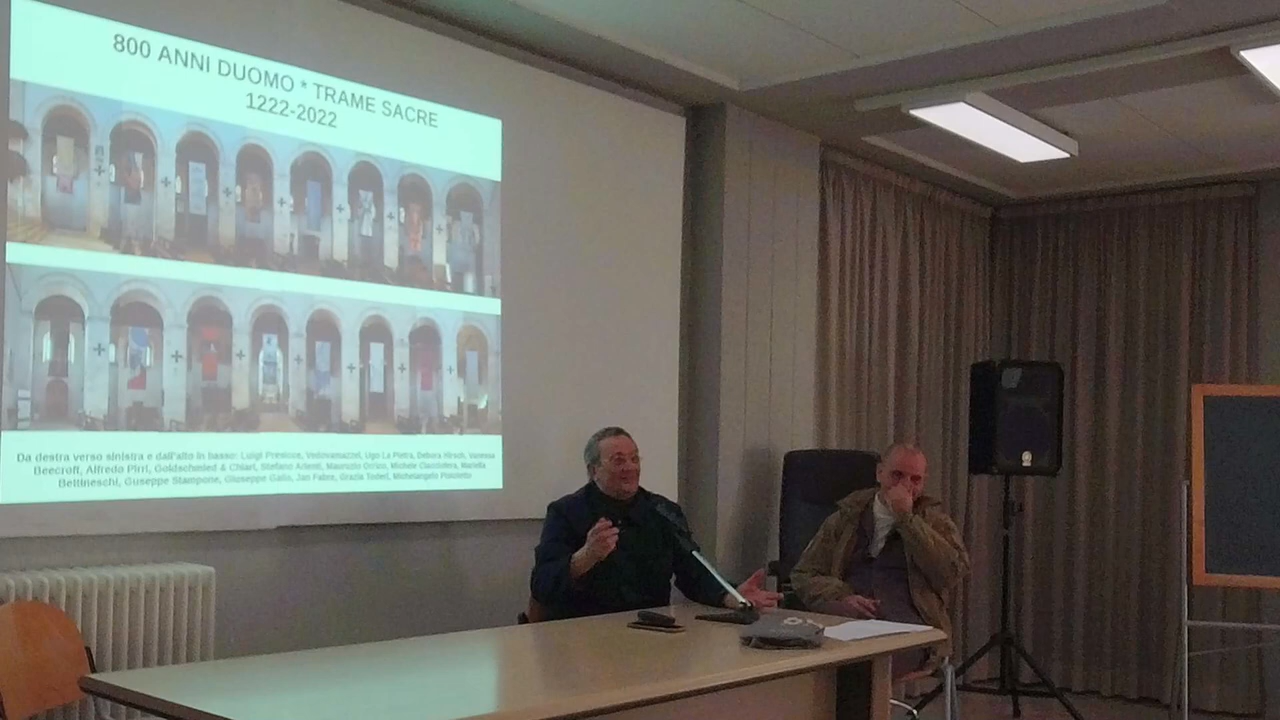 800 ANNI DUOMO * TRAME SACRE
1222-2022
Da destra verso sinistra e dall'alto in basso: Luigi Presicce, Vedovamazzei, Ugo La Pietra, Debora Hirsch, Vanessa
Beecroft, Alfredo Pirri, Goldschmied & Chiari, Stefano Arienti, Maurizio Orrico, Michele Ciacciofera, Mariella
Bettineschi, Guseppe Stampone, Giuseppe Gallo, Jan Fabre, Grazia Toderi, Michelangelo Pistoletto